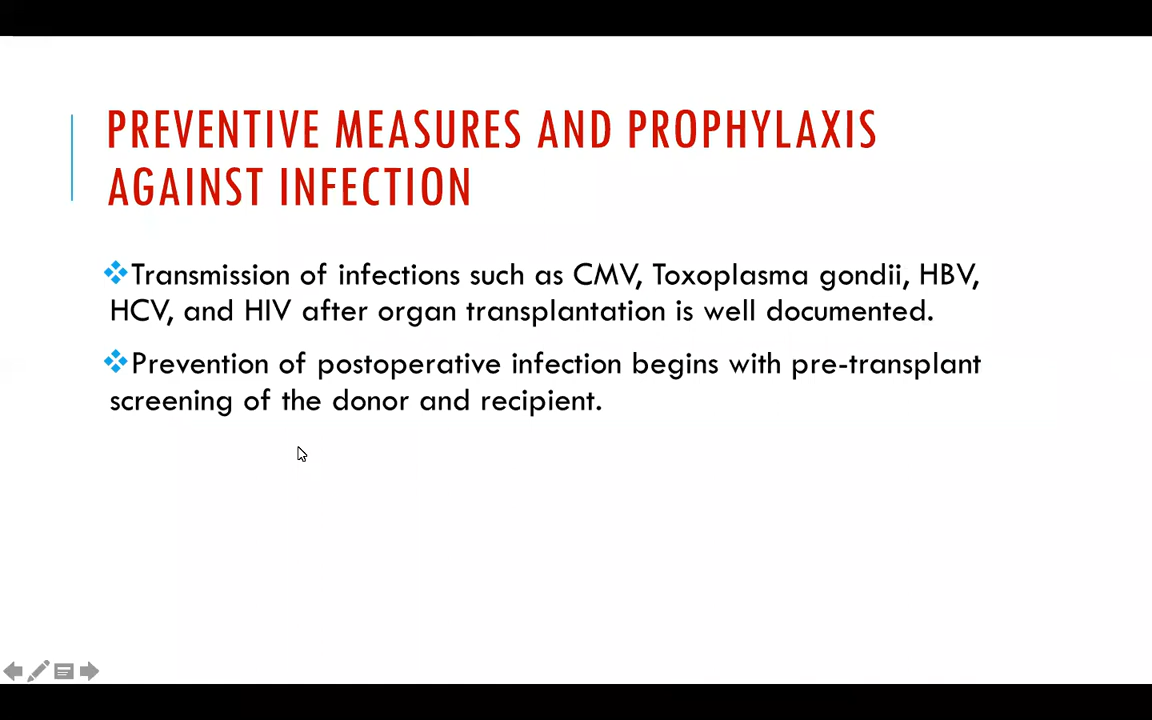 PREVENTIVE MEASURES AND PROPHYLAXIS
AGAINST INFECTION
❖Transmission of infections such as CMV, Toxoplasma gondii, HBV,
HCV, and HIV after organ transplantation is well documented.
❖Prevention of postoperative infection begins with pre-transplant
screening of the donor and recipient.